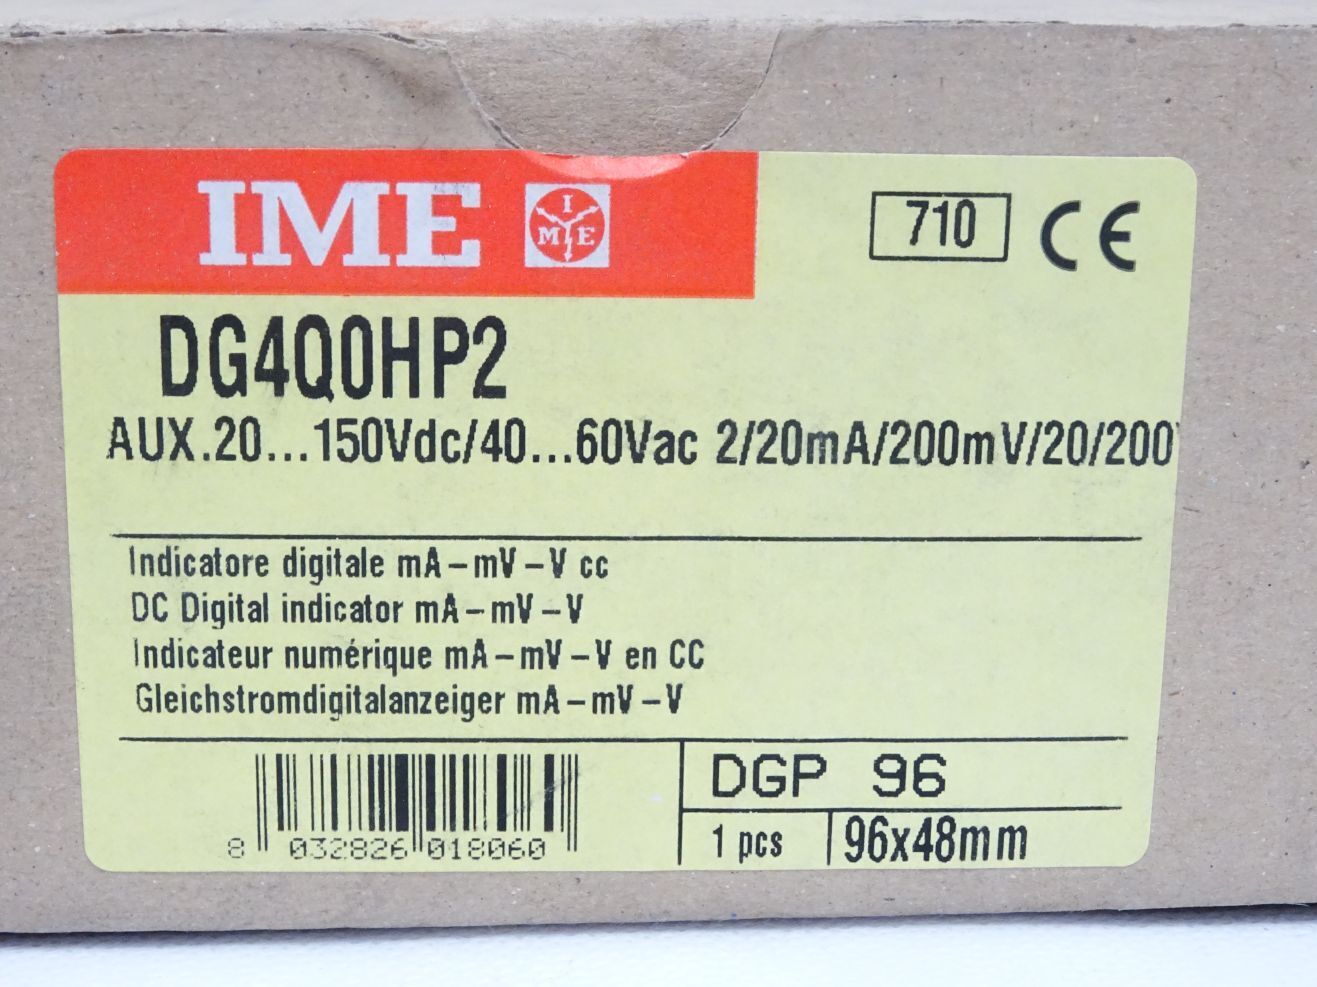 IME I M E 710 CE
DG4Q0HP2
AUX.20...150Vdc/40...60Vac 2/20mA/200mV/20/200
Indicatore digitale mA–mV–V cc
DC Digital indicator mA–mV–V
Indicateur numérique mA–mV–V en CC
Gleichstromdigitalanzeiger mA–mV–V
DGP 96
1 pcs 96x48mm
8 032826 018060